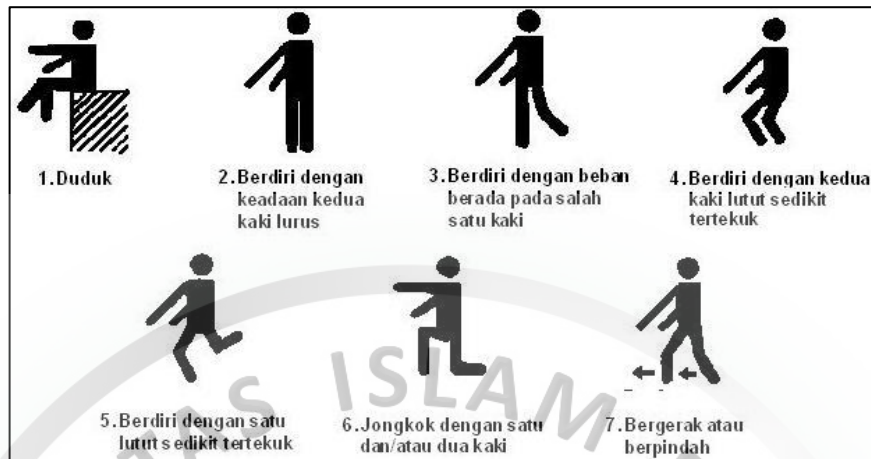 1.Duduk
2.Berdiri dengan
keadaan kedua
kaki lurus
3.Berdiri dengan beban
berada pada salah
satu kaki
4.Berdiri dengan kedua
kaki lutut sedikit
tertekuk
5.Berdiri dengan satu
lutut sedikit tertekuk
6.Jongkok dengan satu
dan/atau dua kaki
7.Bergerak atau
berpindah
AS ISLAM